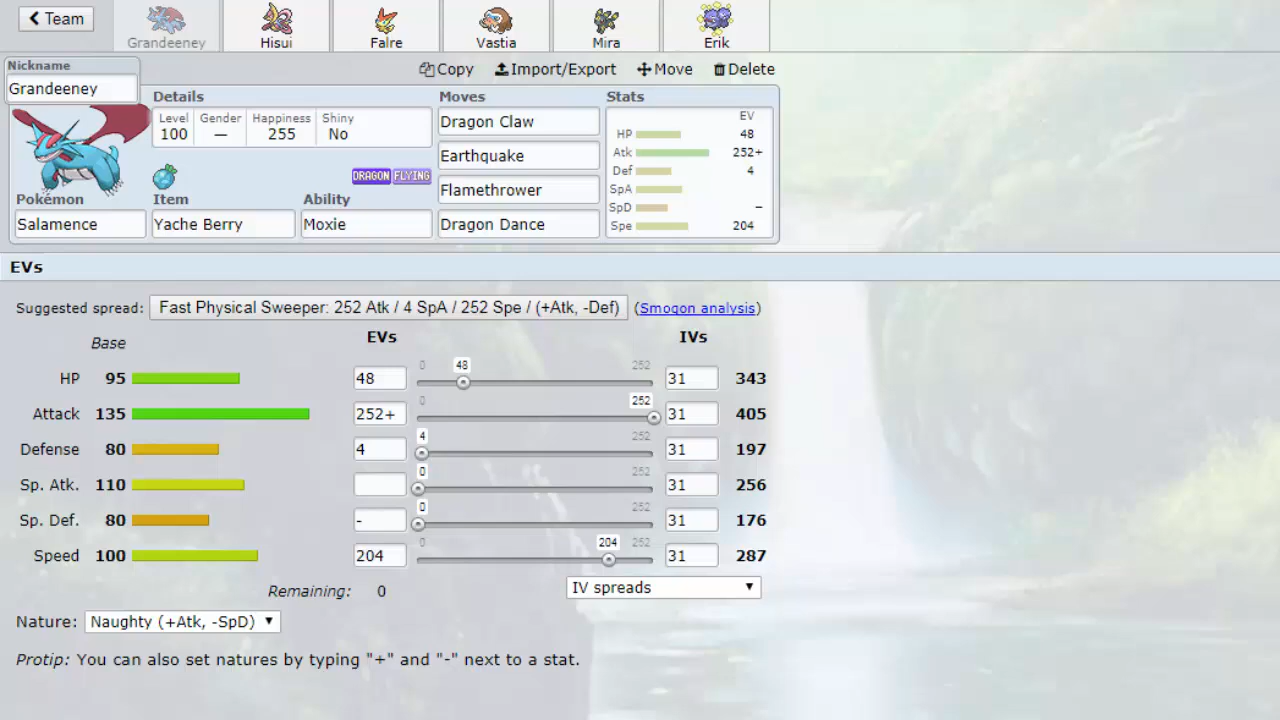 Team
Grandeeney
Hisui
Falre
Vastia
Mira
Erik
Copy Import/Export Move Delete
Nickname
Grandeeney
Details
Level Gender Happiness Shiny
100 — 255 No
DRAGON FLYING
Pokémon
Salamence
Item
Yache Berry
Ability
Moxie
Moves
Dragon Claw
Earthquake
Flamethrower
Dragon Dance
Stats
EV
HP 48
Atk 252+
Def 4
SpA
SpD –
Spe 204
EVs
Suggested spread: Fast Physical Sweeper: 252 Atk / 4 SpA / 252 Spe / (+Atk, -Def) (Smogon analysis)
Base EVs IVs
HP 95 48 0 48 252 31 343
Attack 135 252+ 0 252 31 405
Defense 80 4 4 252 31 197
Sp. Atk. 110 0 252 31 256
Sp. Def. 80 - 0 252 31 176
Speed 100 204 0 204 252 31 287
Remaining: 0
IV spreads
Nature: Naughty (+Atk, -SpD)
Protip: You can also set natures by typing "+" and "-" next to a stat.